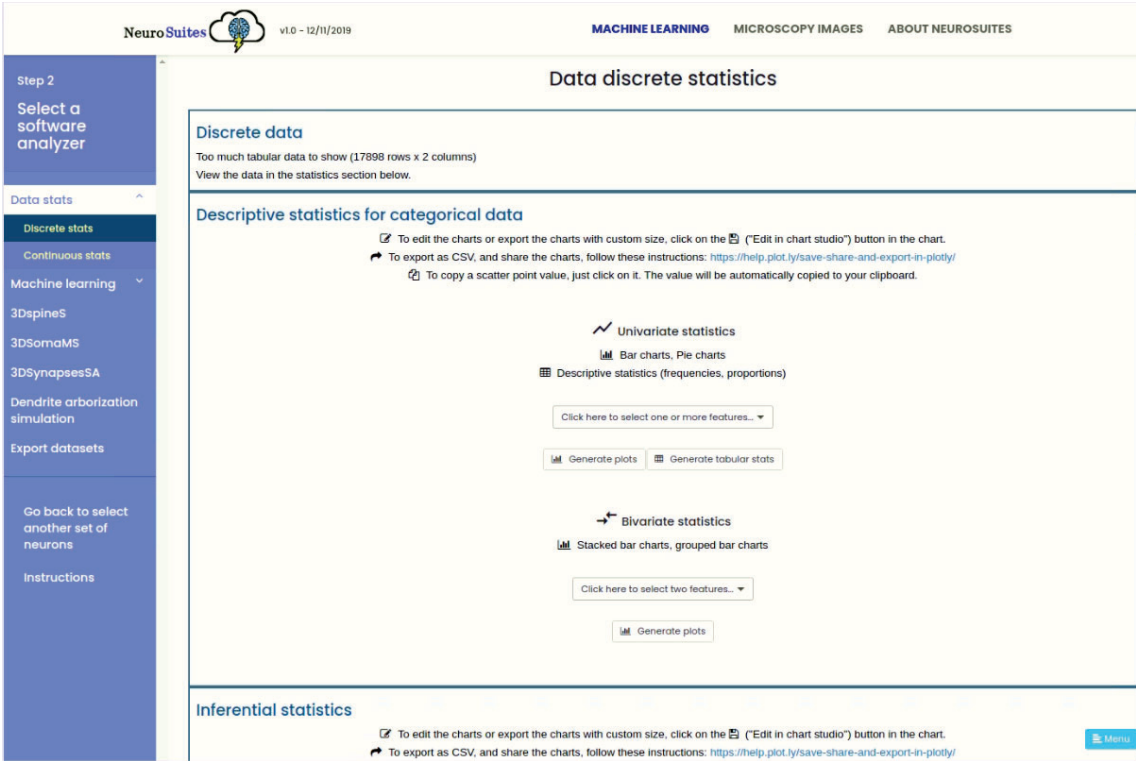 NeuroSuites
v1.0 - 12/11/2019
MACHINE LEARNING
MICROSCOPY IMAGES
ABOUT NEUROSUITES
Step 2
Select a
software
analyzer
Data stats
Discrete stats
Continuous stats
Machine learning
3DspineS
3DSomaMS
3DSynapsesSA
Dendrite arborization
simulation
Export datasets
Go back to select
another set of
neurons
Instructions
Data discrete statistics
Discrete data
Too much tabular data to show (17898 rows x 2 columns)
View the data in the statistics section below.
Descriptive statistics for categorical data
To edit the charts or export the charts with custom size, click on the ("Edit in chart studio") button in the chart.
To export as CSV, and share the charts, follow these instructions: https://help.plot.ly/save-share-and-export-in-plotly/
To copy a scatter point value, just click on it. The value will be automatically copied to your clipboard.
Univariate statistics
Bar charts, Pie charts
Descriptive statistics (frequencies, proportions)
Click here to select one or more features...
Generate plots
Generate tabular stats
Bivariate statistics
Stacked bar charts, grouped bar charts
Click here to select two features...
Generate plots
Inferential statistics
To edit the charts or export the charts with custom size, click on the ("Edit in chart studio") button in the chart.
To export as CSV, and share the charts, follow these instructions: https://help.plot.ly/save-share-and-export-in-plotly/
Menu